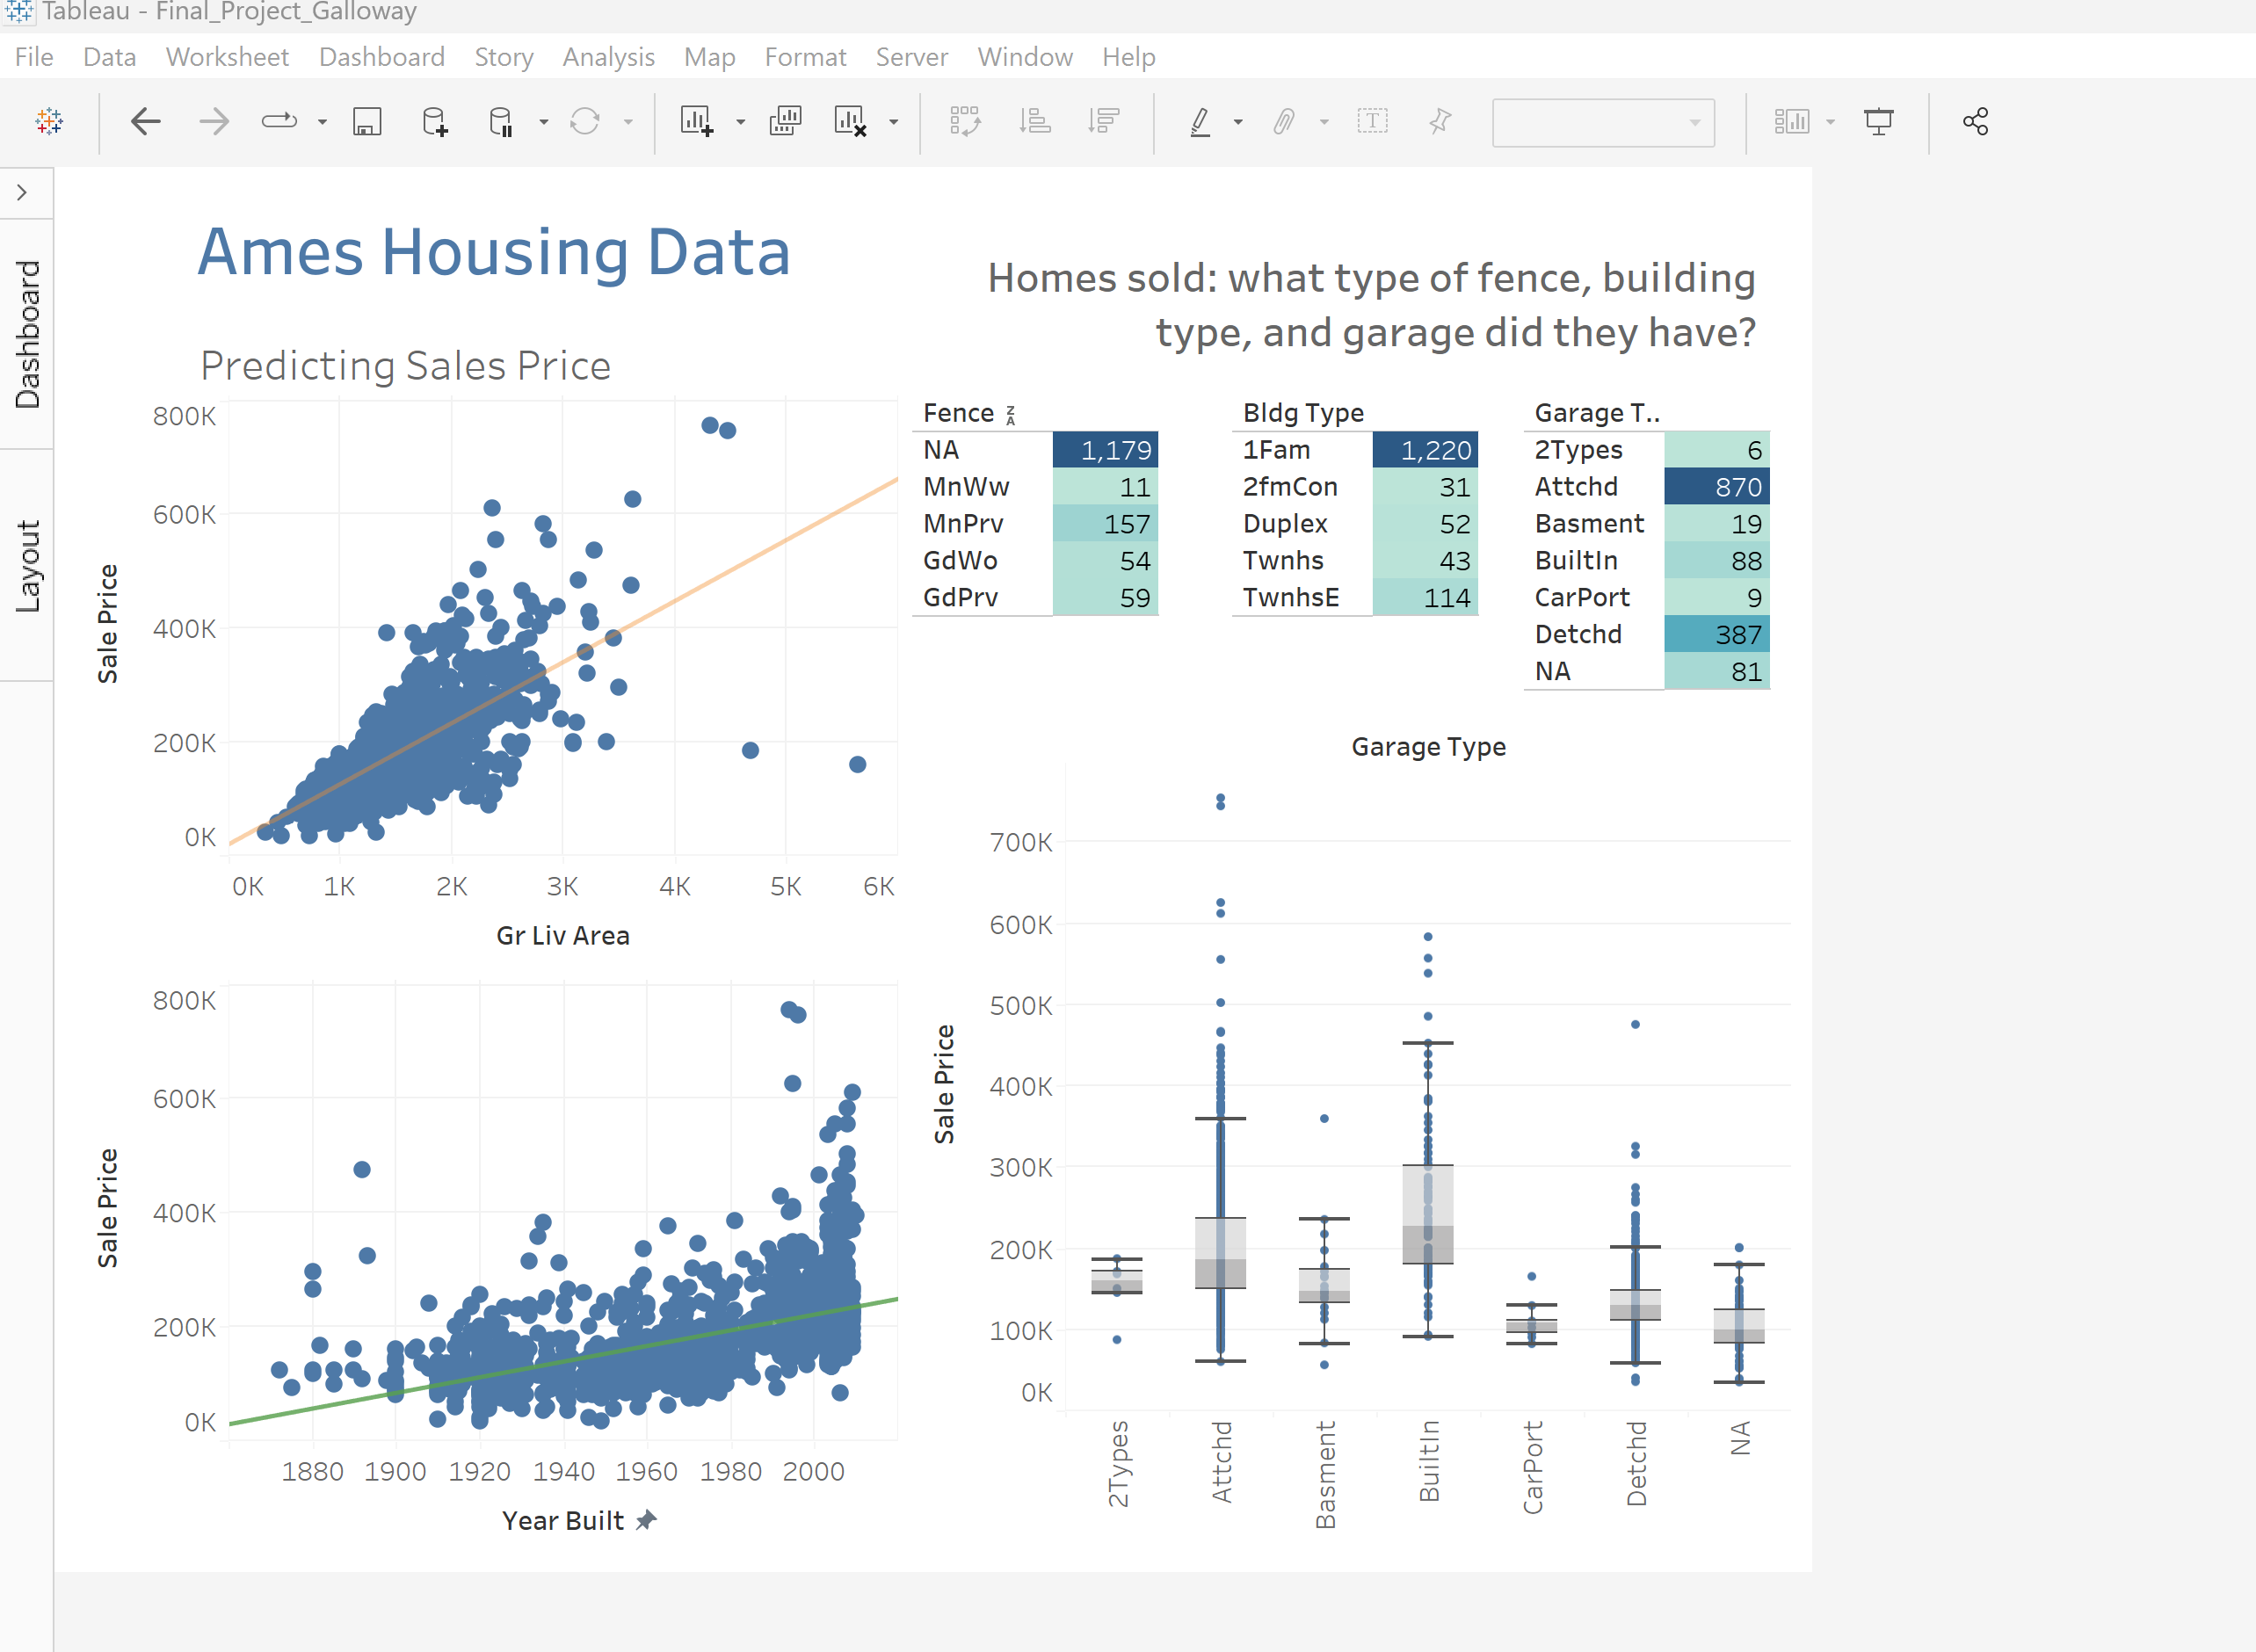 Tableau - Final_Project_Galloway
File Data Worksheet Dashboard Story Analysis Map Format Server Window Help
Dashboard
Layout
Ames Housing Data
Predicting Sales Price
800K
600K
400K
200K
0K
Sale Price
0K 1K 2K 3K 4K 5K 6K
Gr Liv Area
800K
600K
400K
200K
0K
Sale Price
1880 1900 1920 1940 1960 1980 2000
Year Built
Homes sold: what type of fence, building
type, and garage did they have?
Fence
NA 1,179
MnWw 11
MnPrv 157
GdWo 54
GdPrv 59
Bldg Type
1Fam 1,220
2fmCon 31
Duplex 52
Twnhs 43
TwnhsE 114
Garage T..
2Types 6
Attchd 870
Basment 19
BuiltIn 88
CarPort 9
Detchd 387
NA 81
Garage Type
700K
600K
500K
400K
300K
200K
100K
0K
Sale Price
2Types Attchd Basment BuiltIn CarPort Detchd NA